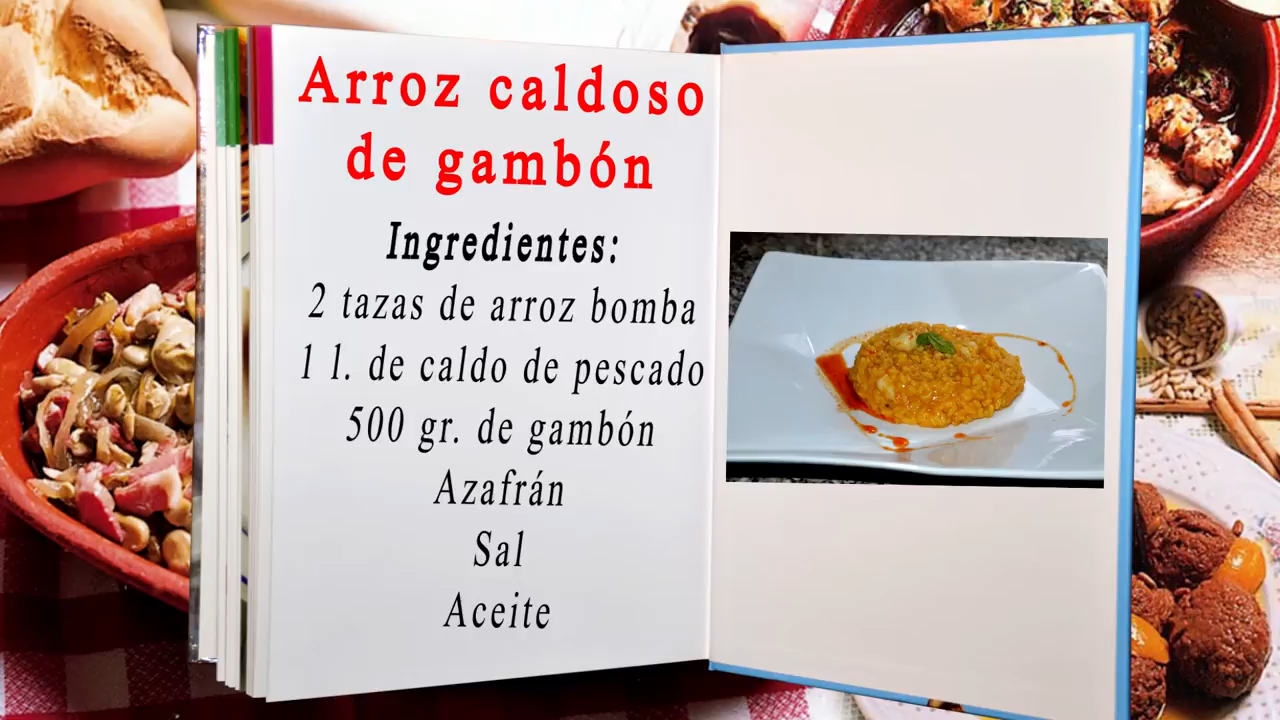 Arroz caldoso
de gambón
Ingredientes:
2 tazas de arroz bomba
1 l. de caldo de pescado
500 gr. de gambón
Azafrán
Sal
Aceite